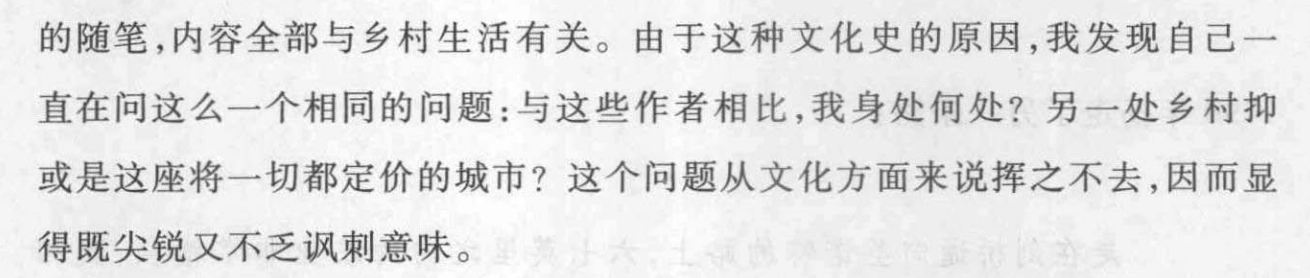 的随笔,内容全部与乡村生活有关。由于这种文化史的原因,我发现自己一
直在问这么一个相同的问题:与这些作者相比,我身处何处?另一处乡村抑
或是这座将一切都定价的城市?这个问题从文化方面来说挥之不去,因而显
得既尖锐又不乏讽刺意味。